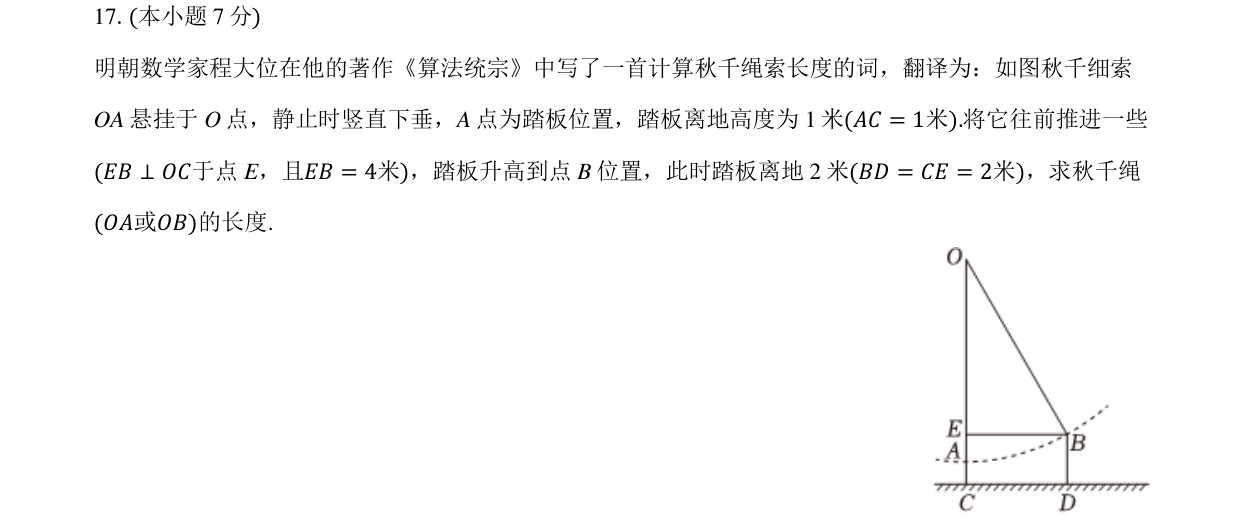 17. (本小题 7 分)
明朝数学家程大位在他的著作《算法统宗》中写了一首计算秋千绳索长度的词，翻译为：如图秋千细索
OA 悬挂于 O 点，静止时竖直下垂，A 点为踏板位置，踏板离地高度为 1 米(AC = 1米).将它往前推进一些
(EB ⊥ OC于点 E，且EB = 4米)，踏板升高到点 B 位置，此时踏板离地 2 米(BD = CE = 2米)，求秋千绳
(OA或OB)的长度.
O
E
B
A
C
D